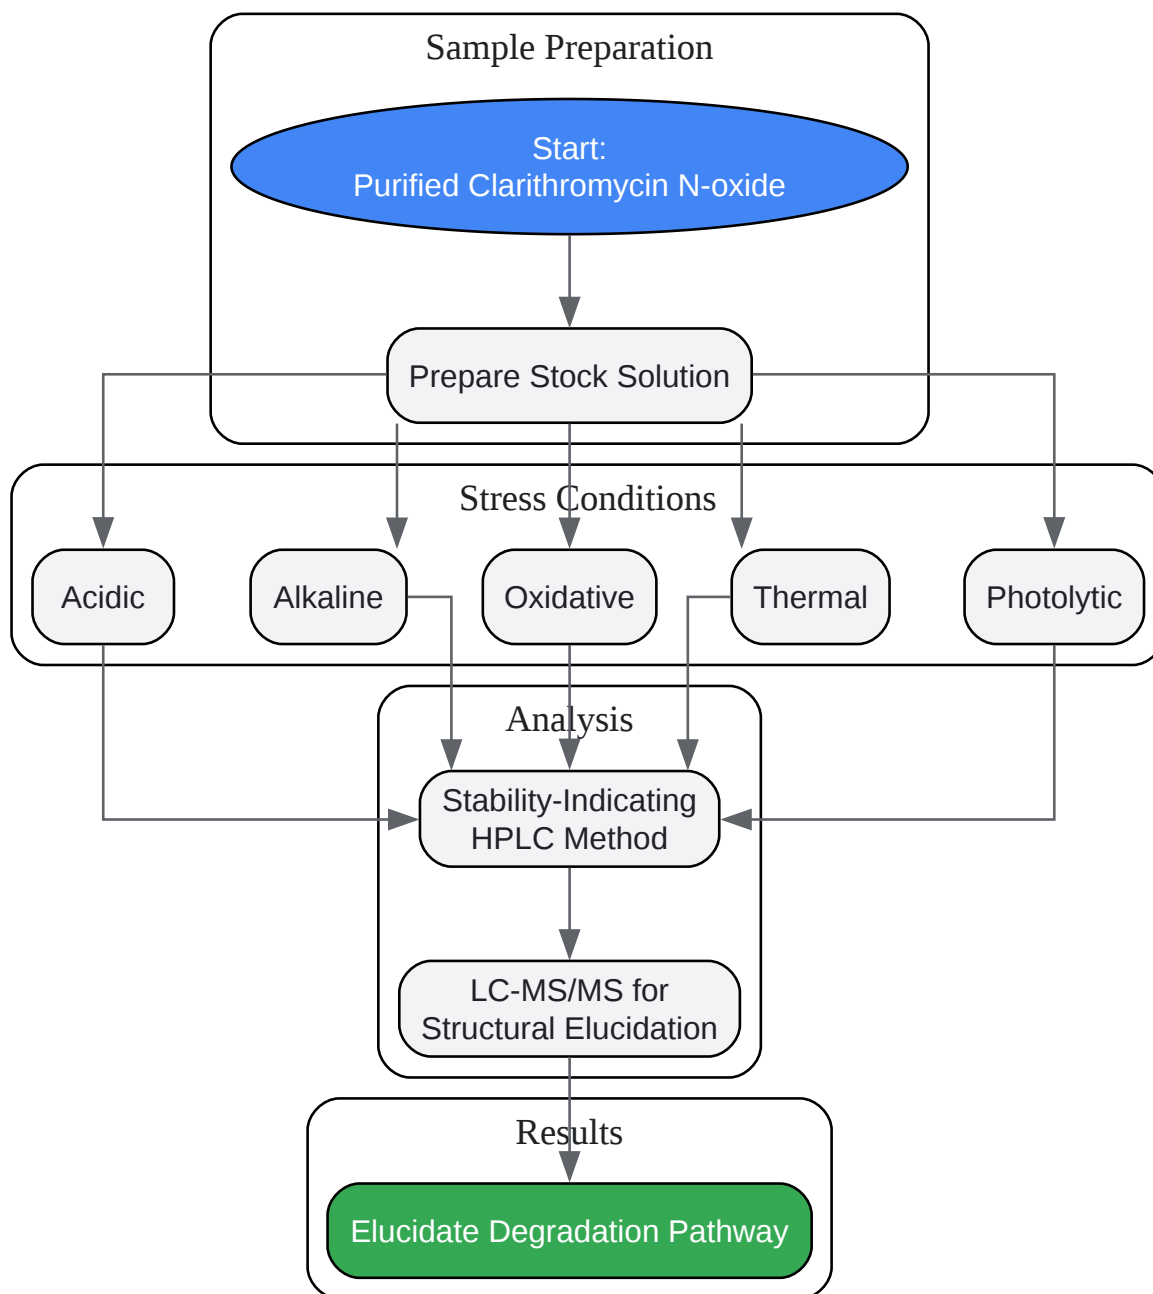 Sample Preparation
Start:
Purified Clarithromycin N-oxide
Prepare Stock Solution
Stress Conditions
Acidic
Alkaline
Oxidative
Thermal
Photolytic
Analysis
Stability-Indicating
HPLC Method
LC-MS/MS for
Structural Elucidation
Results
Elucidate Degradation Pathway